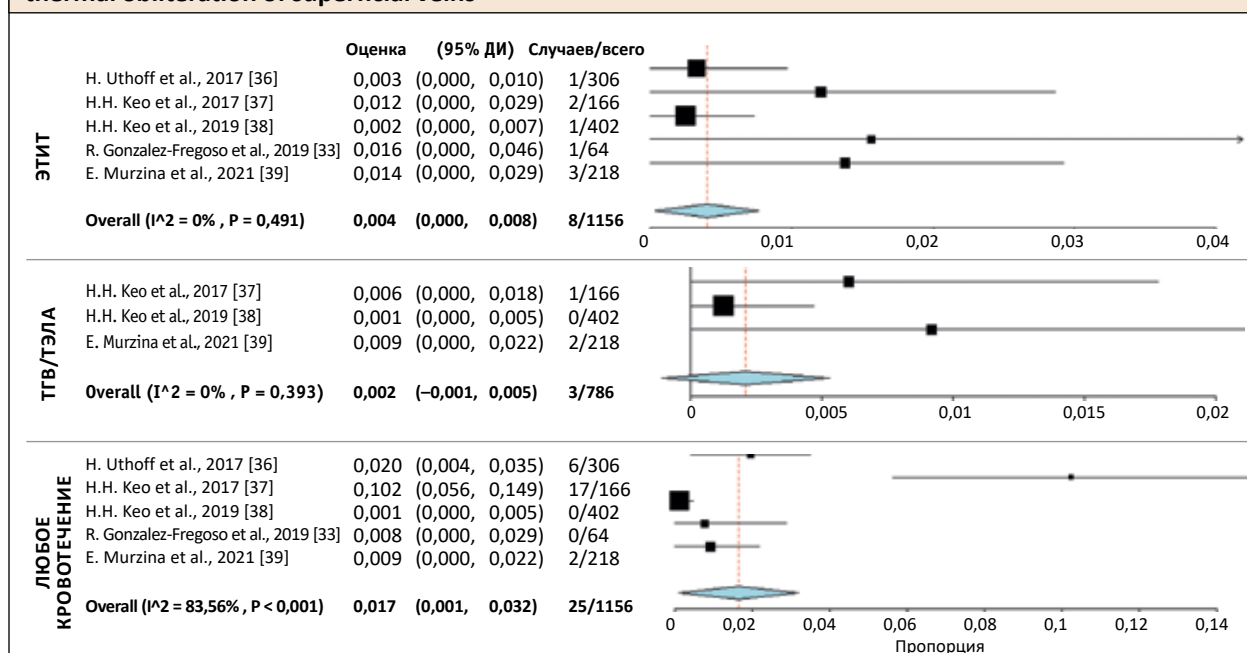 thermal obliteration of superficial veins
Оценка (95% ДИ) Случаев/всего
ЭТИТ
H. Uthoff et al., 2017 [36] 0,003 (0,000, 0,010) 1/306
H.H. Keo et al., 2017 [37] 0,012 (0,000, 0,029) 2/166
H.H. Keo et al., 2019 [38] 0,002 (0,000, 0,007) 1/402
R. Gonzalez-Fregoso et al., 2019 [33] 0,016 (0,000, 0,046) 1/64
E. Murzina et al., 2021 [39] 0,014 (0,000, 0,029) 3/218
Overall (I^2 = 0% , P = 0,491) 0,004 (0,000, 0,008) 8/1156
0 0,01 0,02 0,03 0,04
ТГВ/ТЭЛА
H.H. Keo et al., 2017 [37] 0,006 (0,000, 0,018) 1/166
H.H. Keo et al., 2019 [38] 0,001 (0,000, 0,005) 0/402
E. Murzina et al., 2021 [39] 0,009 (0,000, 0,022) 2/218
Overall (I^2 = 0% , P = 0,393) 0,002 (–0,001, 0,005) 3/786
0 0,005 0,01 0,015 0,02
ЛЮБОЕ
КРОВОТЕЧЕНИЕ
H. Uthoff et al., 2017 [36] 0,020 (0,004, 0,035) 6/306
H.H. Keo et al., 2017 [37] 0,102 (0,056, 0,149) 17/166
H.H. Keo et al., 2019 [38] 0,001 (0,000, 0,005) 0/402
R. Gonzalez-Fregoso et al., 2019 [33] 0,008 (0,000, 0,029) 0/64
E. Murzina et al., 2021 [39] 0,009 (0,000, 0,022) 2/218
Overall (I^2 = 83,56% , P < 0,001) 0,017 (0,001, 0,032) 25/1156
0 0,02 0,04 0,06 0,08 0,1 0,12 0,14
Пропорция